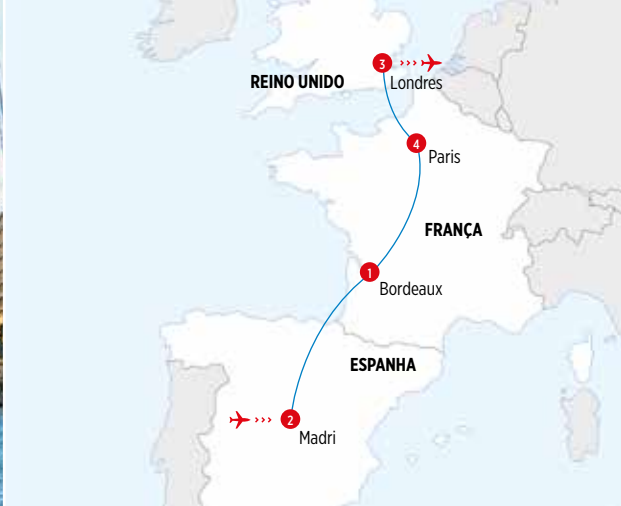 3
REINO UNIDO
Londres
4
Paris
FRANÇA
1
Bordeaux
ESPANHA
2
Madri